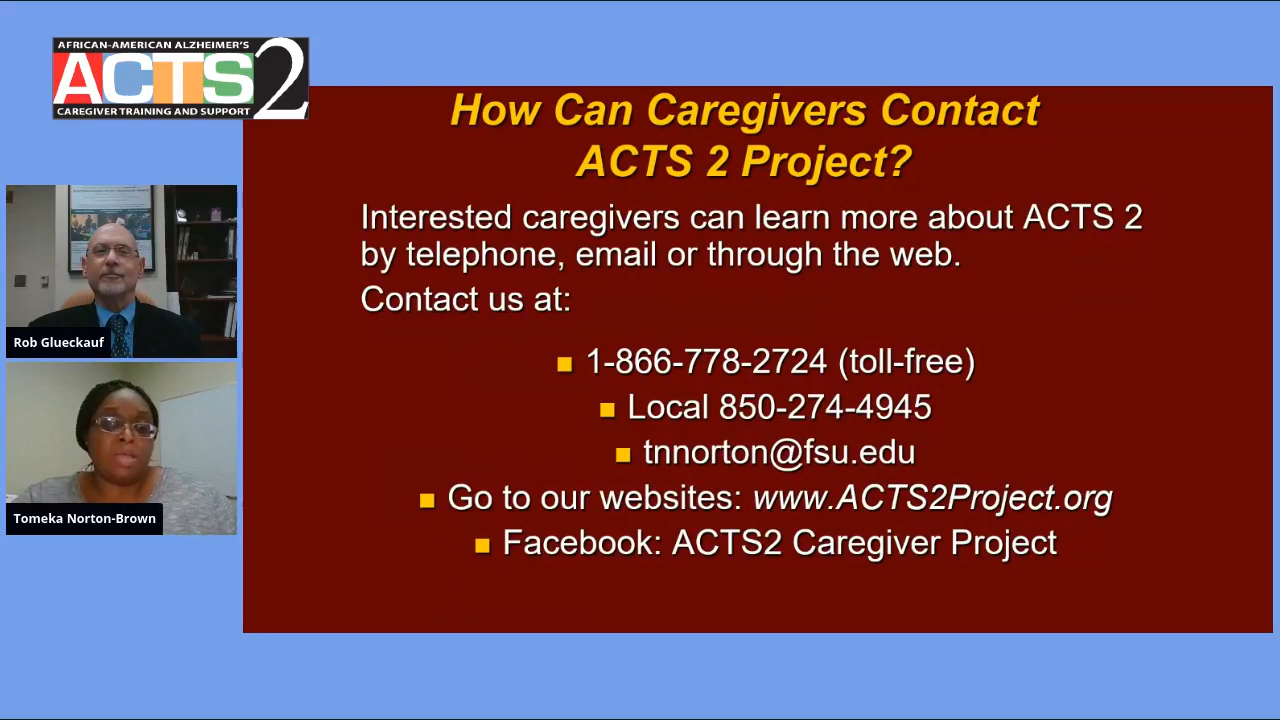 AFRICAN-AMERICAN ALZHEIMER'S
ACTS2
CAREGIVER TRAINING AND SUPPORT
How Can Caregivers Contact
ACTS 2 Project?
Interested caregivers can learn more about ACTS 2
by telephone, email or through the web.
Contact us at:
1-866-778-2724 (toll-free)
Local 850-274-4945
tnnorton@fsu.edu
Go to our websites: www.ACTS2Project.org
Facebook: ACTS2 Caregiver Project
Rob Glueckauf
Tomeka Norton-Brown